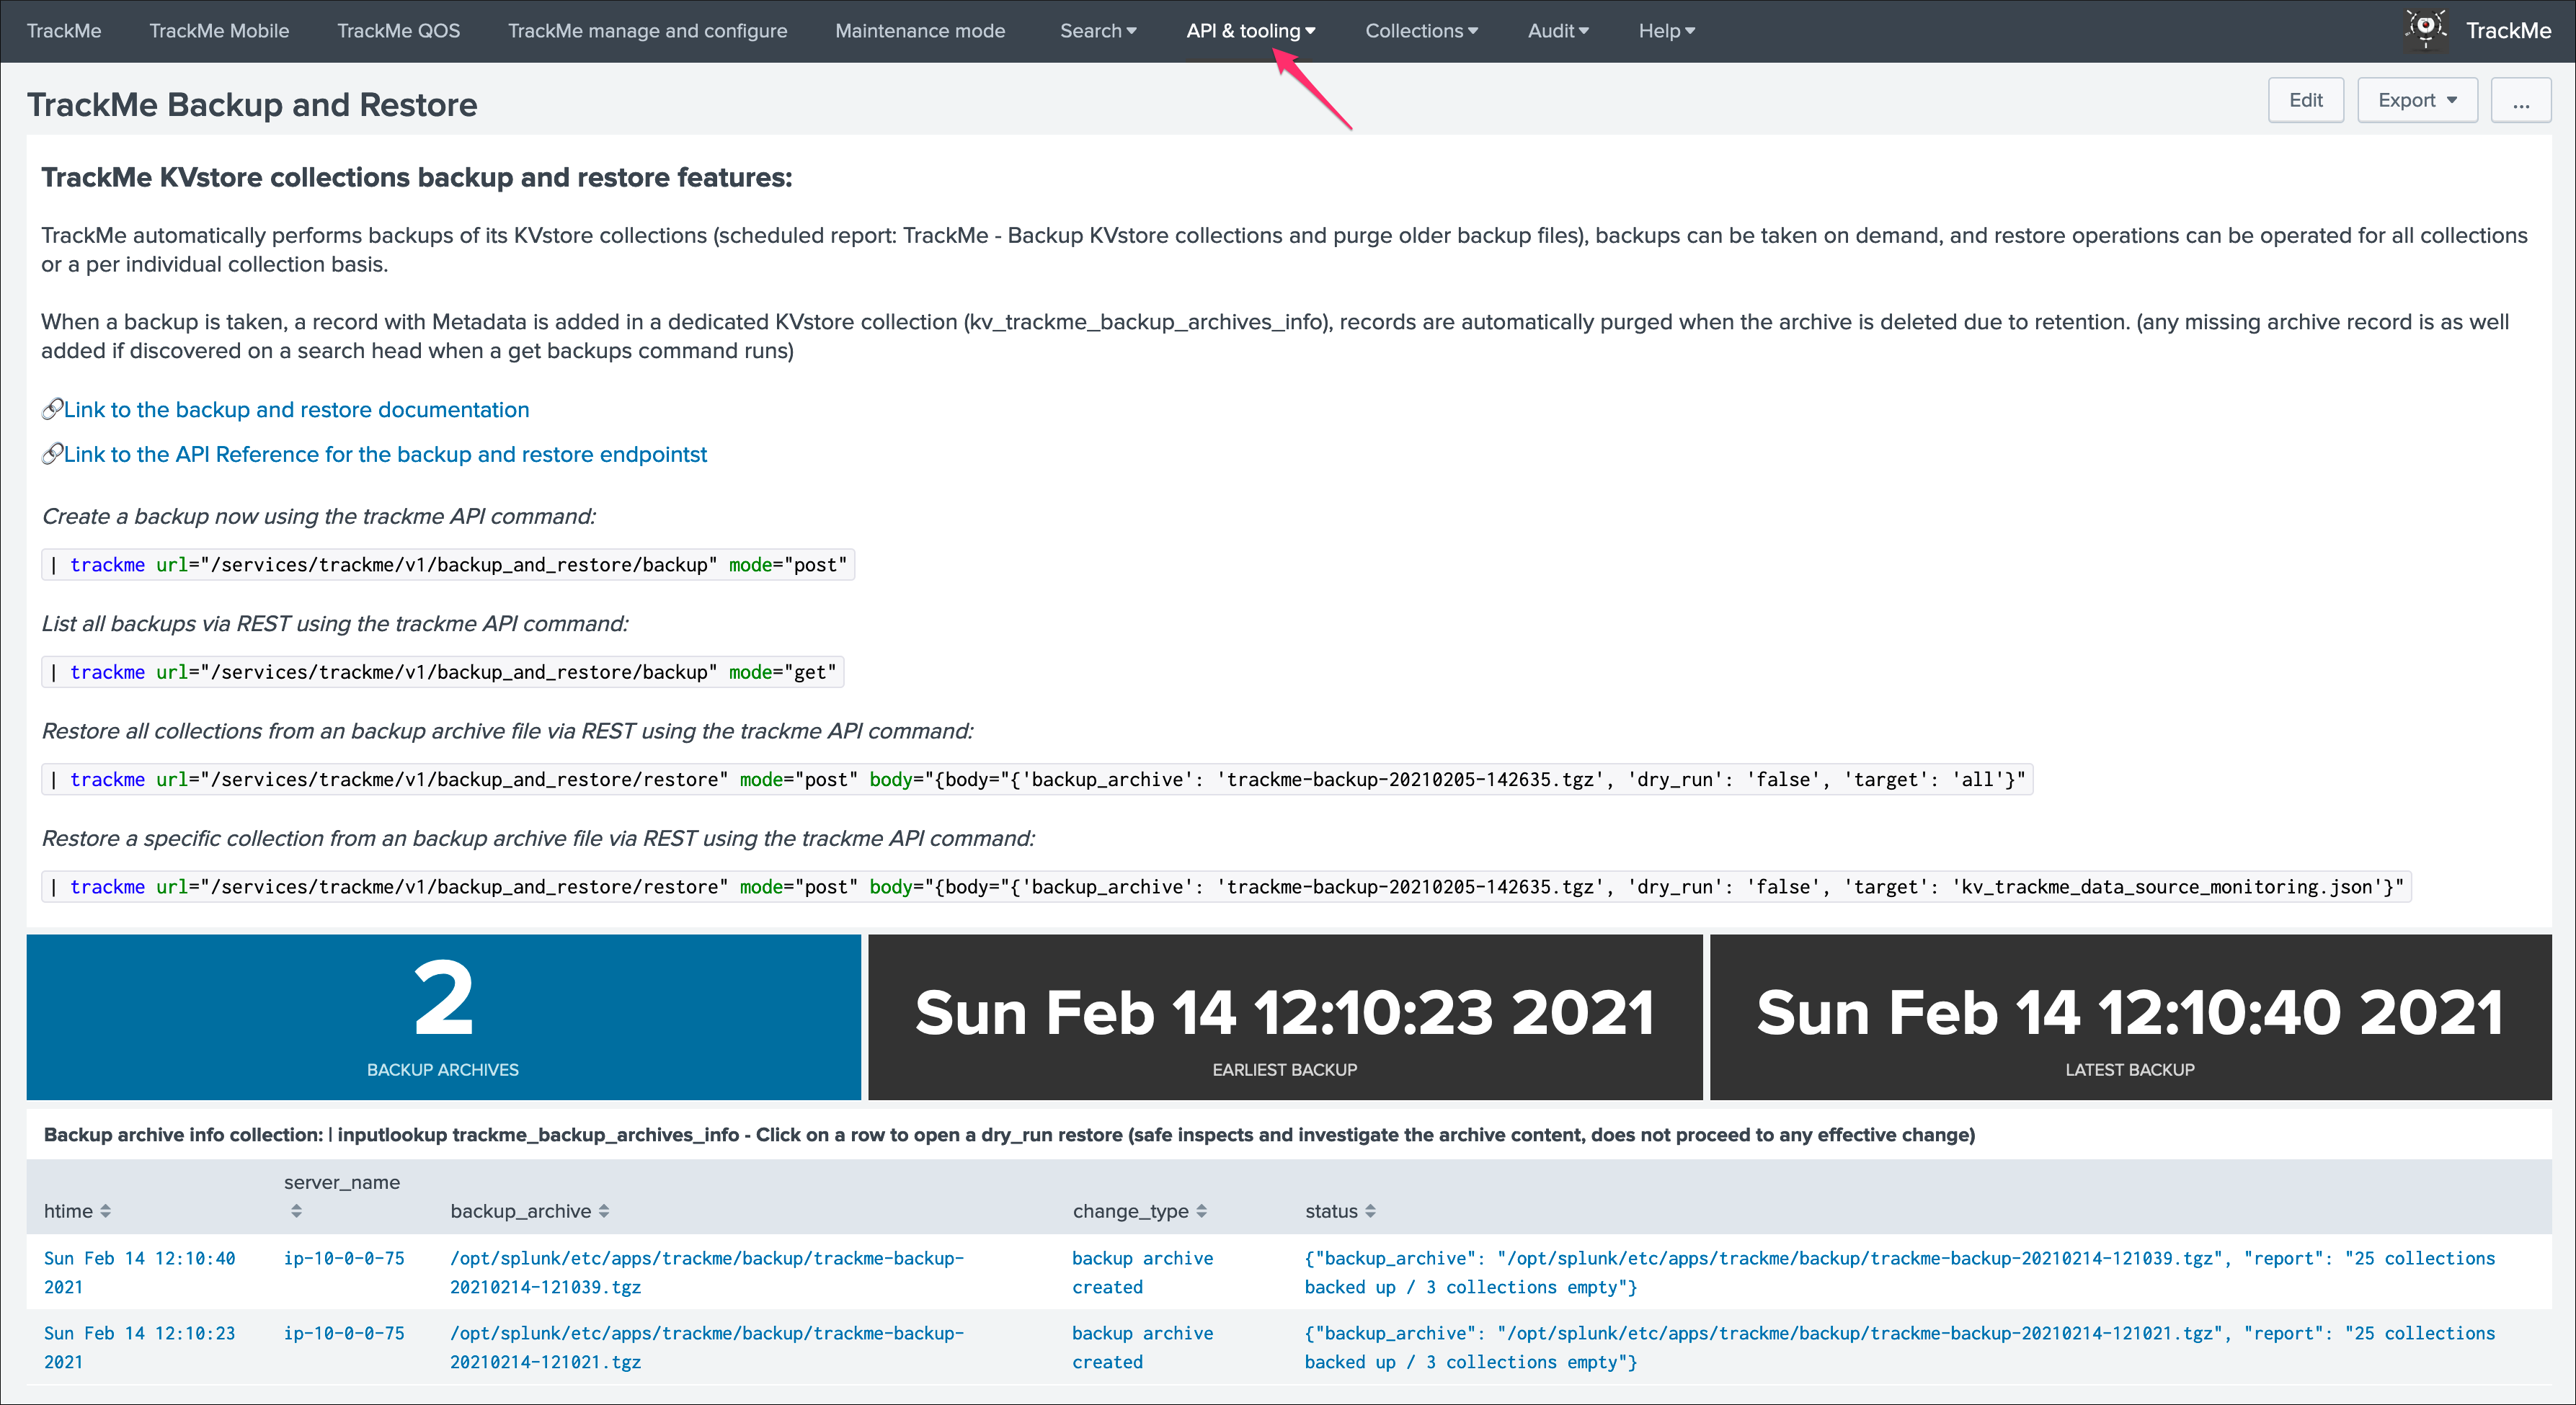 TrackMe TrackMe Mobile TrackMe QOS TrackMe manage and configure Maintenance mode Search API & tooling Collections Audit Help TrackMe
TrackMe Backup and Restore
Edit Export ...
TrackMe KVstore collections backup and restore features:
TrackMe automatically performs backups of its KVstore collections (scheduled report: TrackMe - Backup KVstore collections and purge older backup files), backups can be taken on demand, and restore operations can be operated for all collections
or a per individual collection basis.
When a backup is taken, a record with Metadata is added in a dedicated KVstore collection (kv_trackme_backup_archives_info), records are automatically purged when the archive is deleted due to retention. (any missing archive record is as well
added if discovered on a search head when a get backups command runs)
Link to the backup and restore documentation
Link to the API Reference for the backup and restore endpointst
Create a backup now using the trackme API command:
| trackme url="/services/trackme/v1/backup_and_restore/backup" mode="post"
List all backups via REST using the trackme API command:
| trackme url="/services/trackme/v1/backup_and_restore/backup" mode="get"
Restore all collections from an backup archive file via REST using the trackme API command:
| trackme url="/services/trackme/v1/backup_and_restore/restore" mode="post" body="{body="{'backup_archive': 'trackme-backup-20210205-142635.tgz', 'dry_run': 'false', 'target': 'all'}"
Restore a specific collection from an backup archive file via REST using the trackme API command:
| trackme url="/services/trackme/v1/backup_and_restore/restore" mode="post" body="{body="{'backup_archive': 'trackme-backup-20210205-142635.tgz', 'dry_run': 'false', 'target': 'kv_trackme_data_source_monitoring.json'}"
2
BACKUP ARCHIVES
Sun Feb 14 12:10:23 2021
EARLIEST BACKUP
Sun Feb 14 12:10:40 2021
LATEST BACKUP
Backup archive info collection: | inputlookup trackme_backup_archives_info - Click on a row to open a dry_run restore (safe inspects and investigate the archive content, does not proceed to any effective change)
htime server_name backup_archive change_type status
Sun Feb 14 12:10:40 ip-10-0-0-75 /opt/splunk/etc/apps/trackme/backup/trackme-backup- backup archive {"backup_archive": "/opt/splunk/etc/apps/trackme/backup/trackme-backup-20210214-121039.tgz", "report": "25 collections
2021 20210214-121039.tgz created backed up / 3 collections empty"}
Sun Feb 14 12:10:23 ip-10-0-0-75 /opt/splunk/etc/apps/trackme/backup/trackme-backup- backup archive {"backup_archive": "/opt/splunk/etc/apps/trackme/backup/trackme-backup-20210214-121021.tgz", "report": "25 collections
2021 20210214-121021.tgz created backed up / 3 collections empty"}